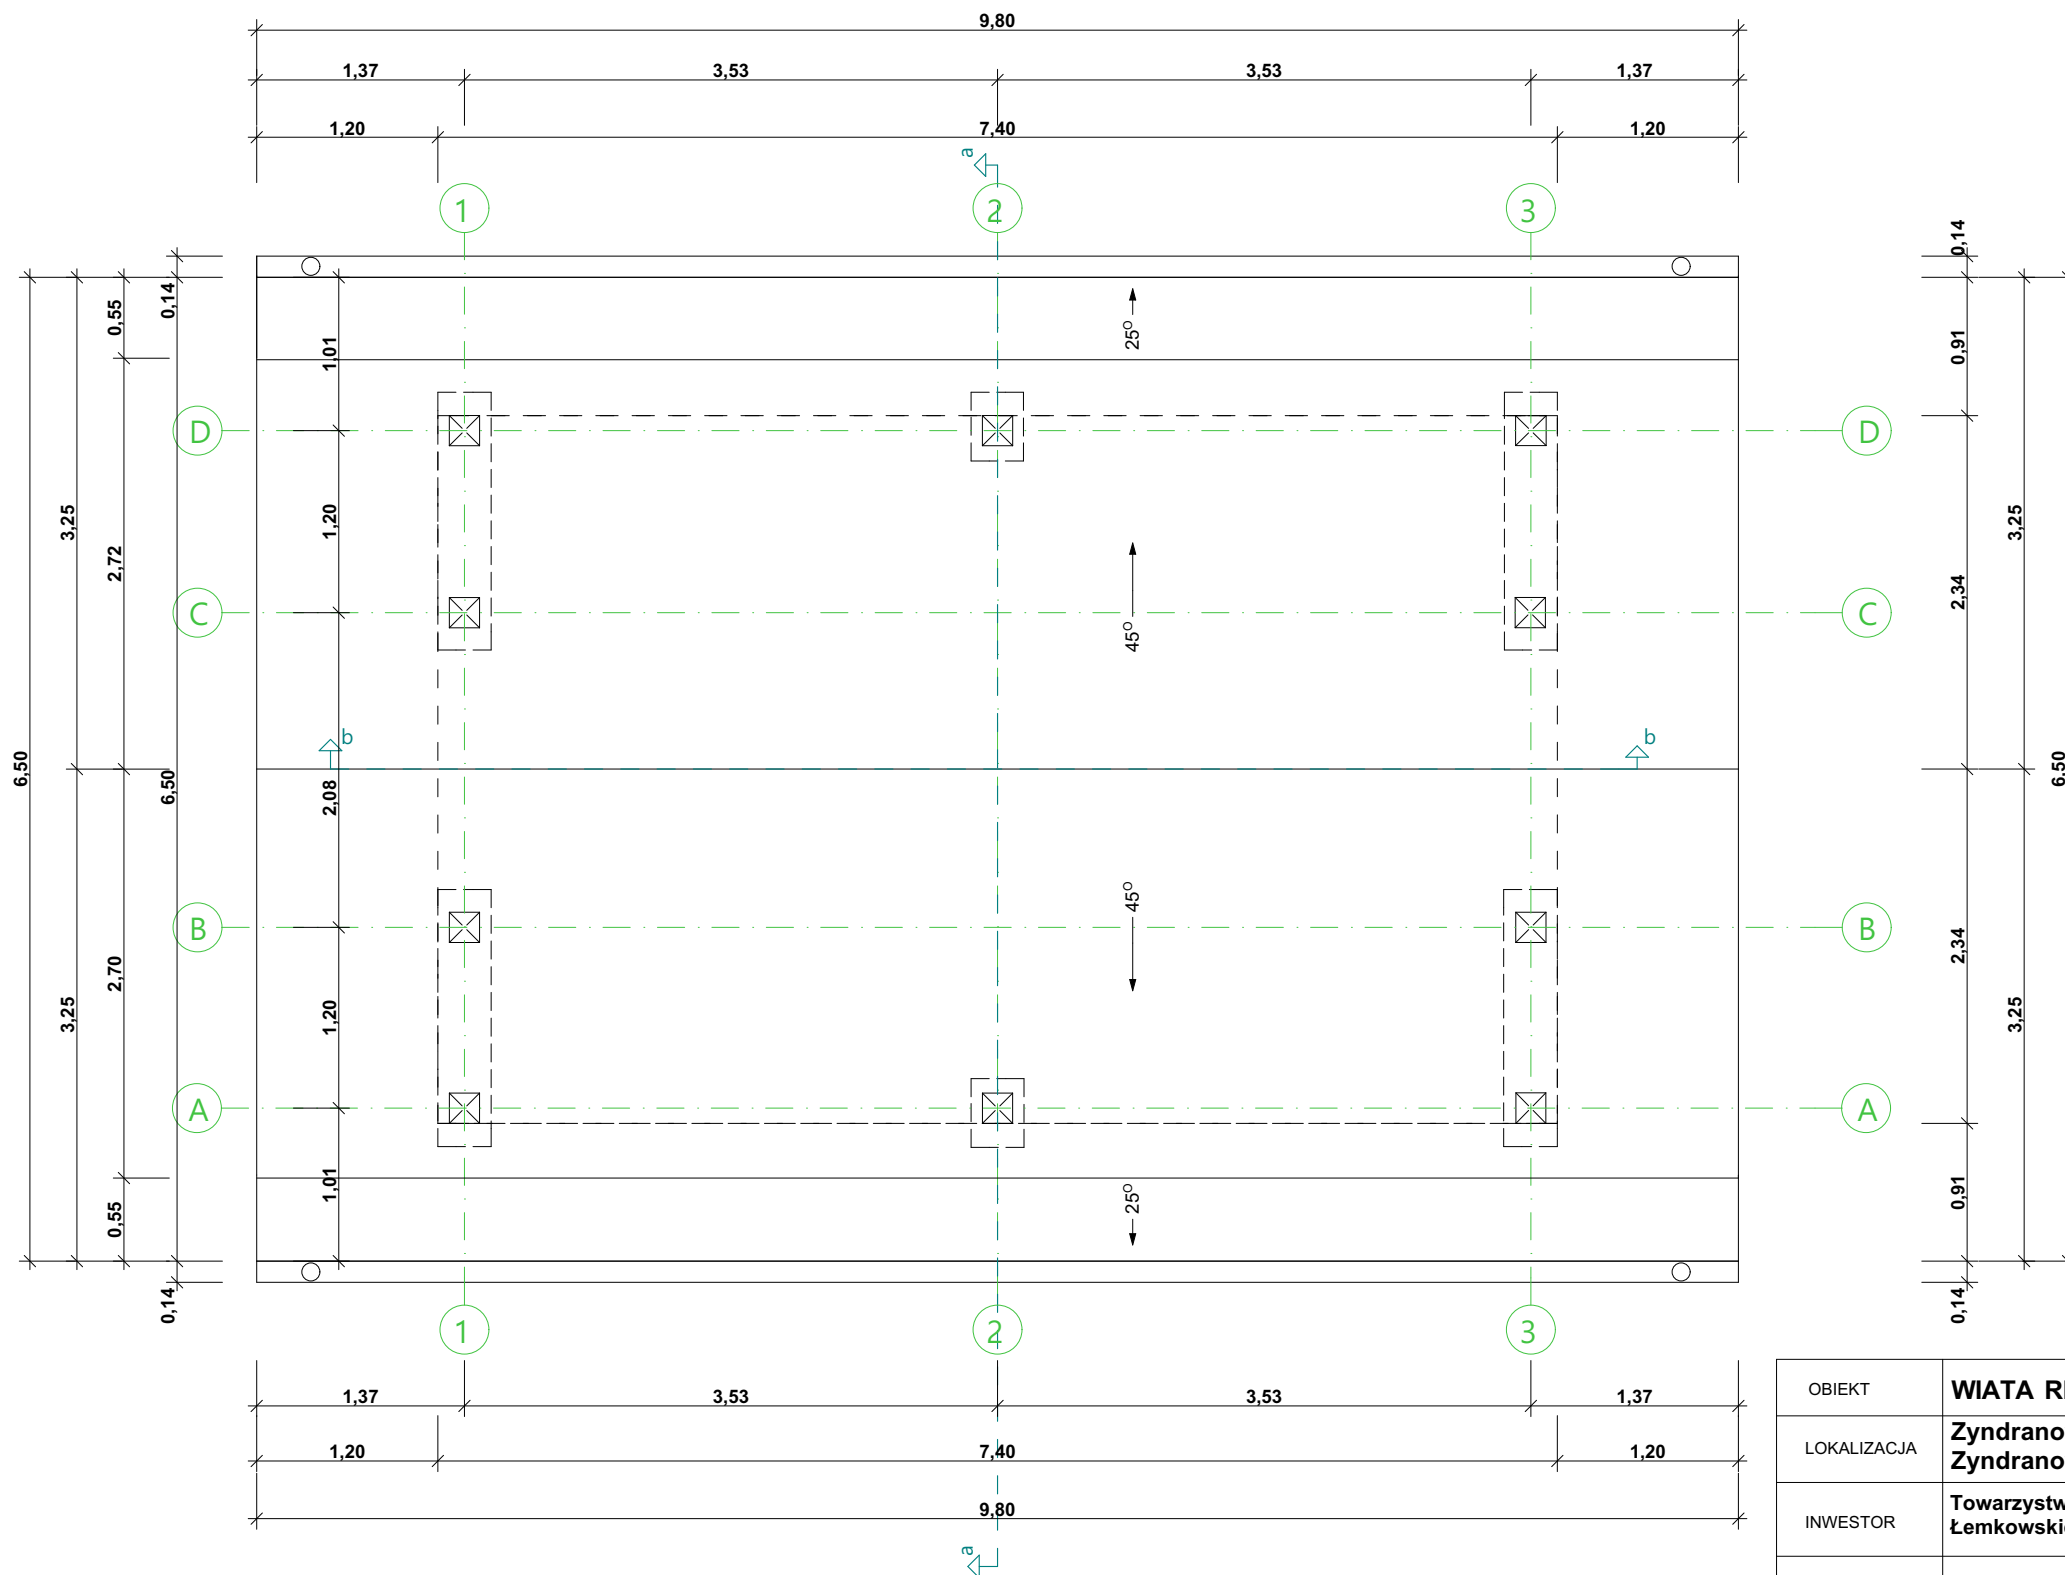 9,80
1,37 3,53 3,53 1,37
1,20 7,40 1,20
a
1 2 3
0,14
0,14
0,55
1,01
25°
0,91
D D
3,25
2,72
1,20
45°
3,25
2,34
C C
b b
6,50
6,50
2,08
6,50
45°
B B
2,70
3,25
1,20
2,34
3,25
A A
1,01
0,55
25°
0,91
0,14
0,14
1 2 3
1,37 3,53 3,53 1,37
1,20 7,40 1,20
9,80
a
OBIEKT WIATA
LOKALIZACJA Zyndrano
Zyndrano
INWESTOR Towarzystw
Łemkowski